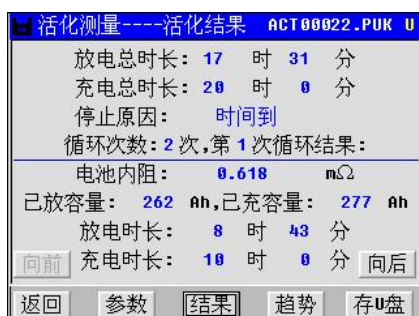 活化测量----活化结果 ACT00022.PUK U
放电总时长: 17 时 31 分
充电总时长: 20 时 0 分
停止原因: 时间到
循环次数: 2 次,第 1 次循环结果:
电池内阻: 0.618 mΩ
已放容量: 262 Ah,已充容量: 277 Ah
放电时长: 8 时 43 分
向前 充电时长: 10 时 0 分 向后
返回 参数 结果 趋势 存U盘